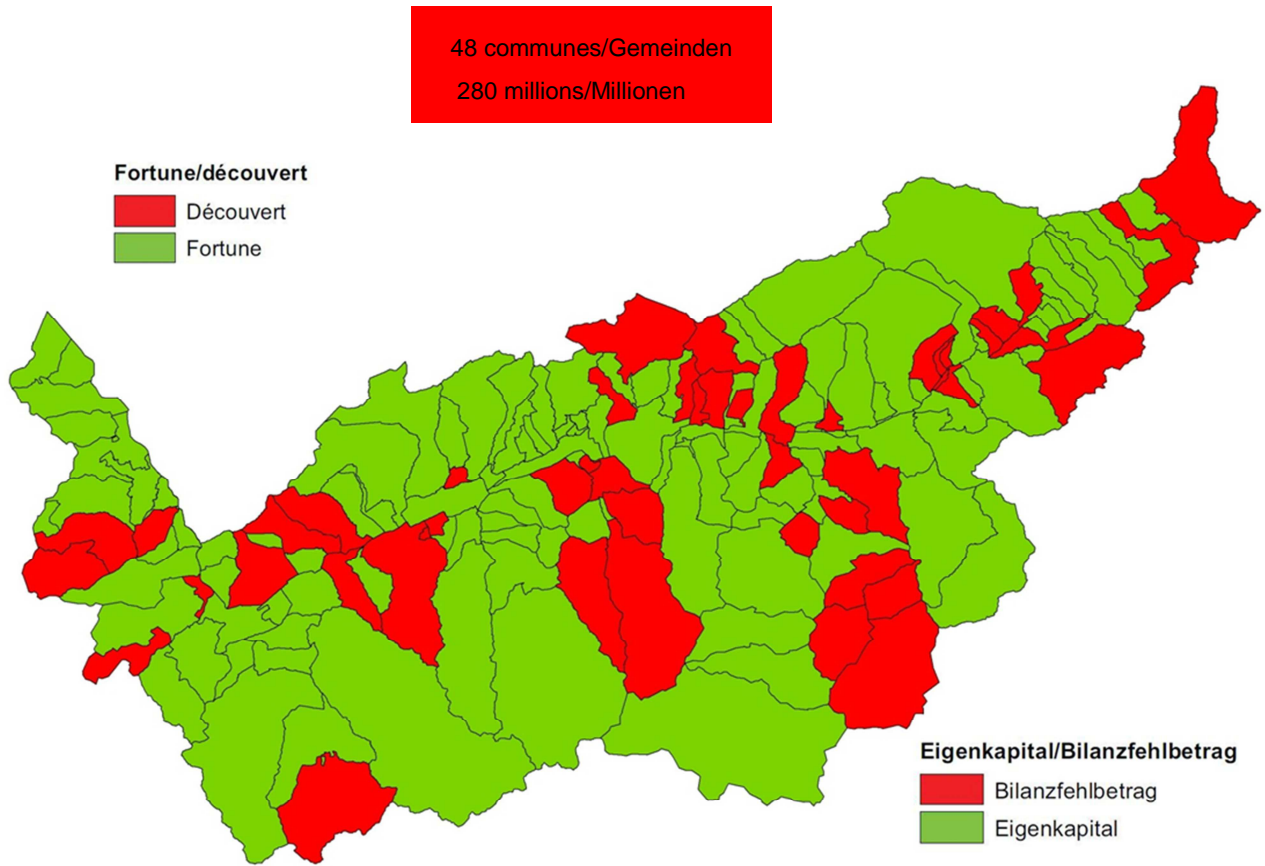 48 communes/Gemeinden
280 millions/Millionen
Fortune/découvert
Découvert
Fortune
Eigenkapital/Bilanzfehlbetrag
Bilanzfehlbetrag
Eigenkapital